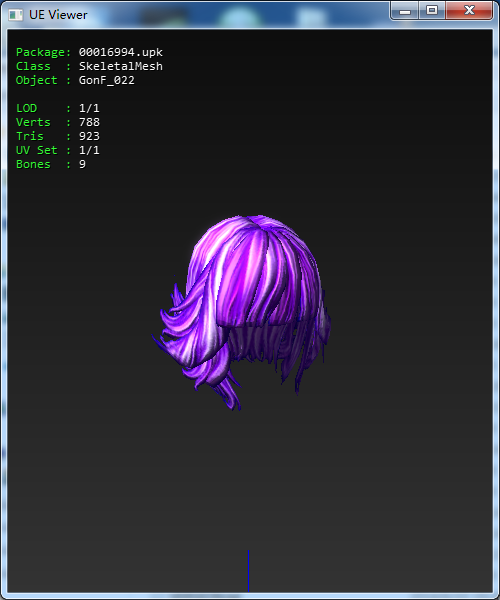 UE Viewer
Package: 00016994.upk
Class : SkeletalMesh
Object : GonF_022
LOD : 1/1
Verts : 788
Tris : 923
UV Set : 1/1
Bones : 9